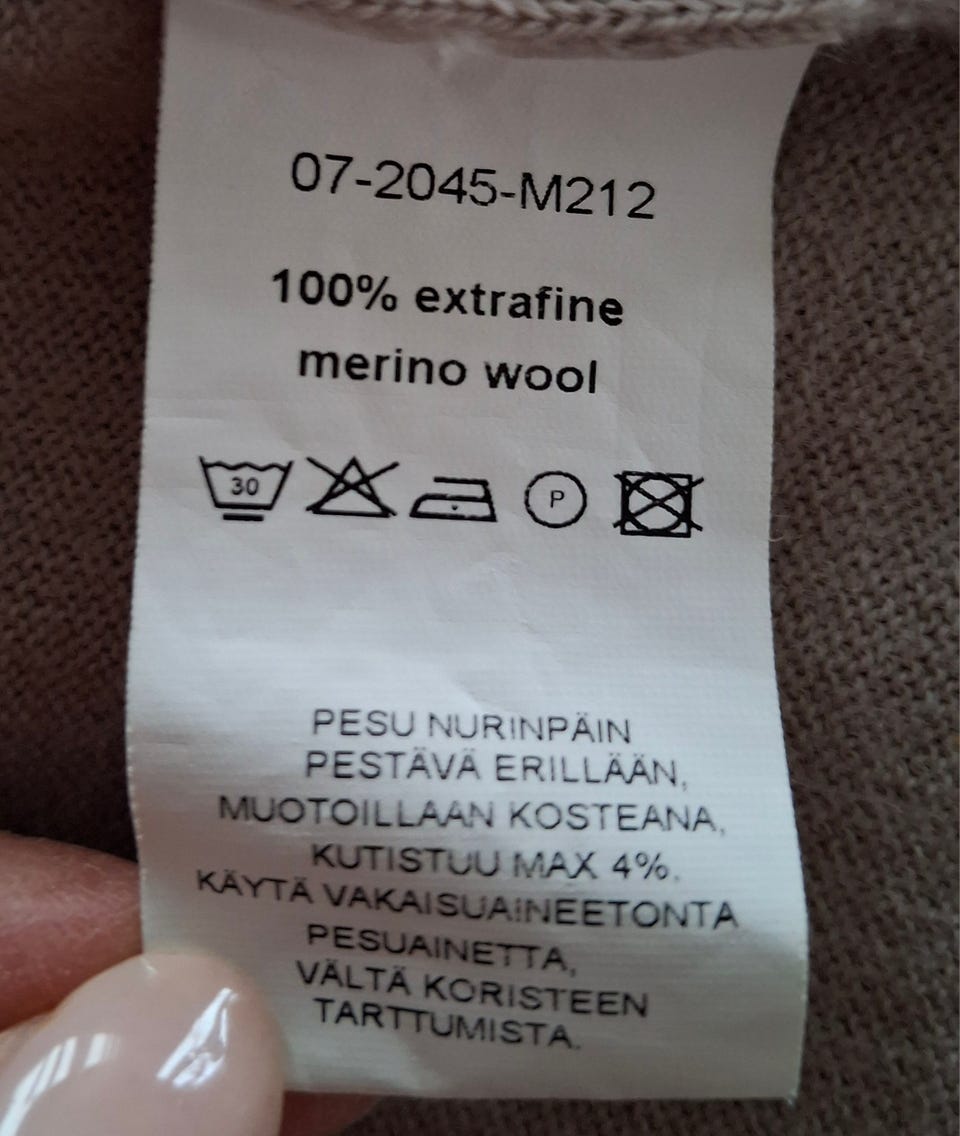 07-2045-M212
100% extrafine
merino wool
30 P
PESU NURINPÄIN
PESTÄVÄ ERILLÄÄN,
MUOTOILLAAN KOSTEANA,
KUTISTUU MAX 4%.
KÄYTÄ VAKAISUAINEETONTA
PESUAINETTA,
VÄLTÄ KORISTEEN
TARTTUMISTA.